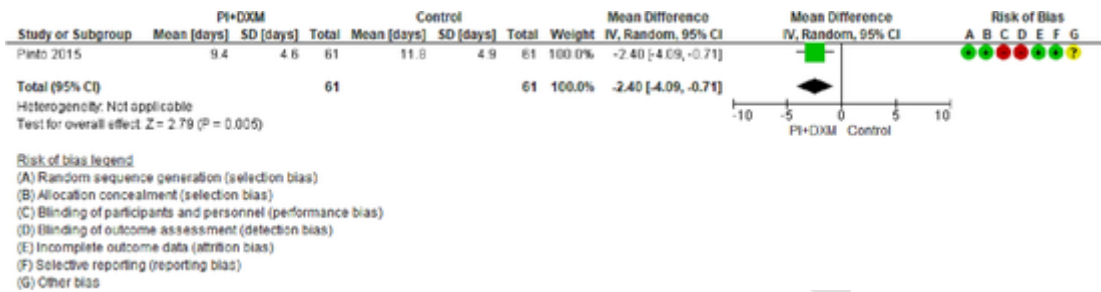 PI+DXM Control Mean Difference Mean Difference Risk of Bias
Study or Subgroup Mean [days] SD [days] Total Mean [days] SD [days] Total Weight IV, Random, 95% CI IV, Random, 95% CI A B C D E F G
Pinto 2015 9.4 4.6 61 11.8 4.9 61 100.0% -2.40 [-4.09, -0.71] + + - - + + ?
Total (95% CI) 61 61 100.0% -2.40 [-4.09, -0.71]
Heterogeneity: Not applicable
Test for overall effect: Z = 2.79 (P = 0.005)
-10 -5 0 5 10
PI+DXM Control
Risk of bias legend
(A) Random sequence generation (selection bias)
(B) Allocation concealment (selection bias)
(C) Blinding of participants and personnel (performance bias)
(D) Blinding of outcome assessment (detection bias)
(E) Incomplete outcome data (attrition bias)
(F) Selective reporting (reporting bias)
(G) Other bias